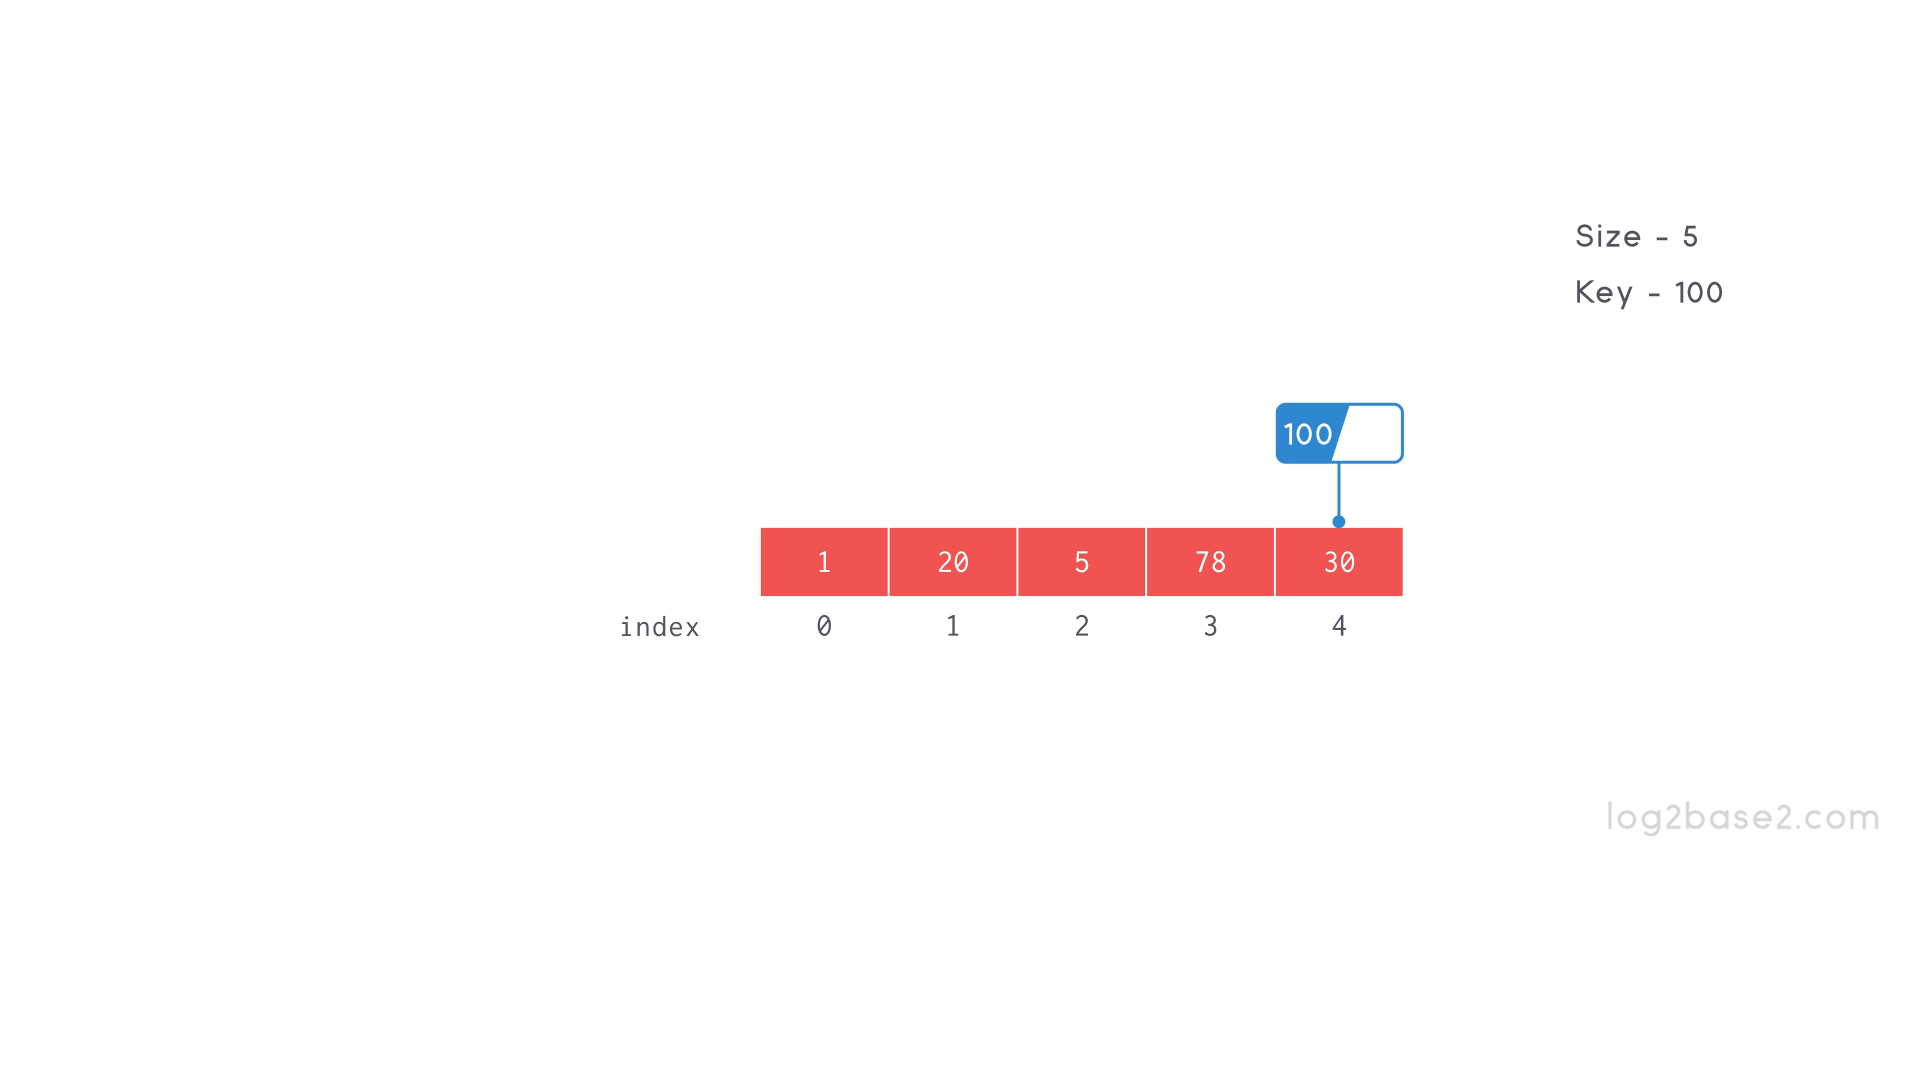 Size - 5
Key - 100
100
1 20 5 78 30
index 0 1 2 3 4
log2base2.com